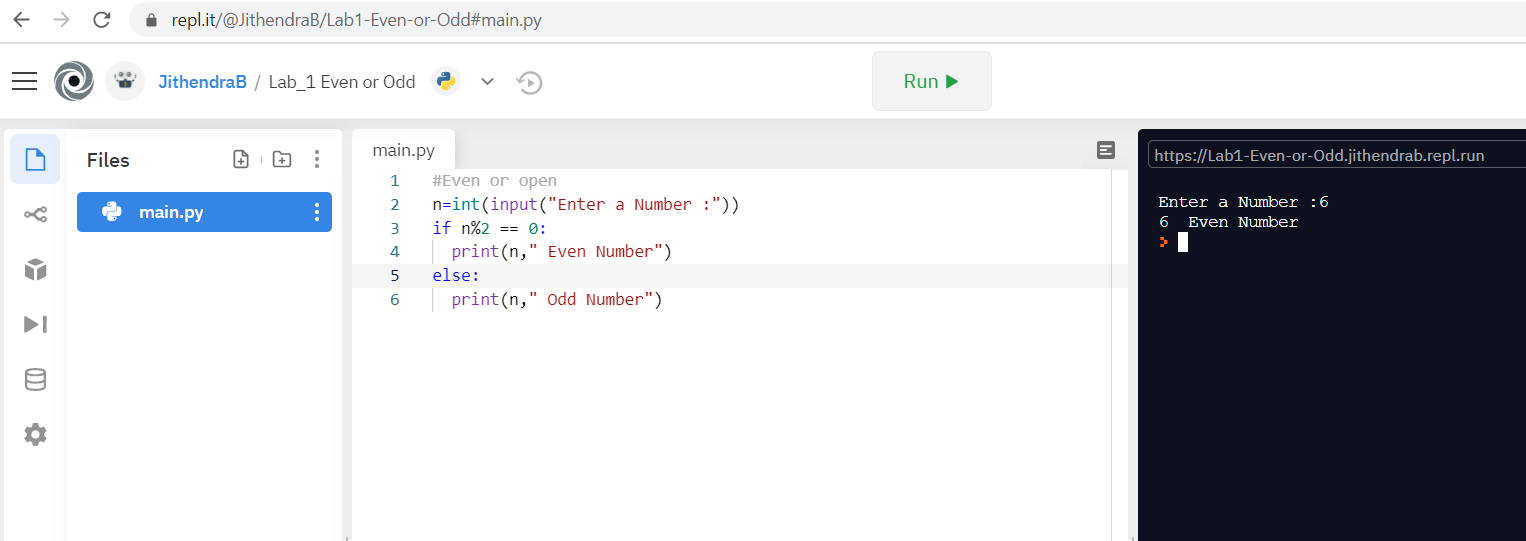 repl.it/@JithendraB/Lab1-Even-or-Odd#main.py
JithendraB / Lab_1 Even or Odd
Run
Files
main.py
main.py
1 #Even or open
2 n=int(input("Enter a Number :"))
3 if n%2 == 0:
4   print(n," Even Number")
5 else:
6   print(n," Odd Number")
https://Lab1-Even-or-Odd.jithendrab.repl.run
Enter a Number :6
6  Even Number
>